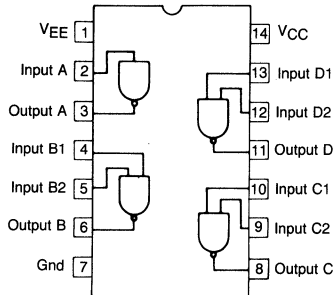 VEE 1
14 VCC
Input A 2
13 Input D1
Output A 3
12 Input D2
Input B1 4
11 Output D
Input B2 5
10 Input C1
Output B 6
9 Input C2
Gnd 7
8 Output C